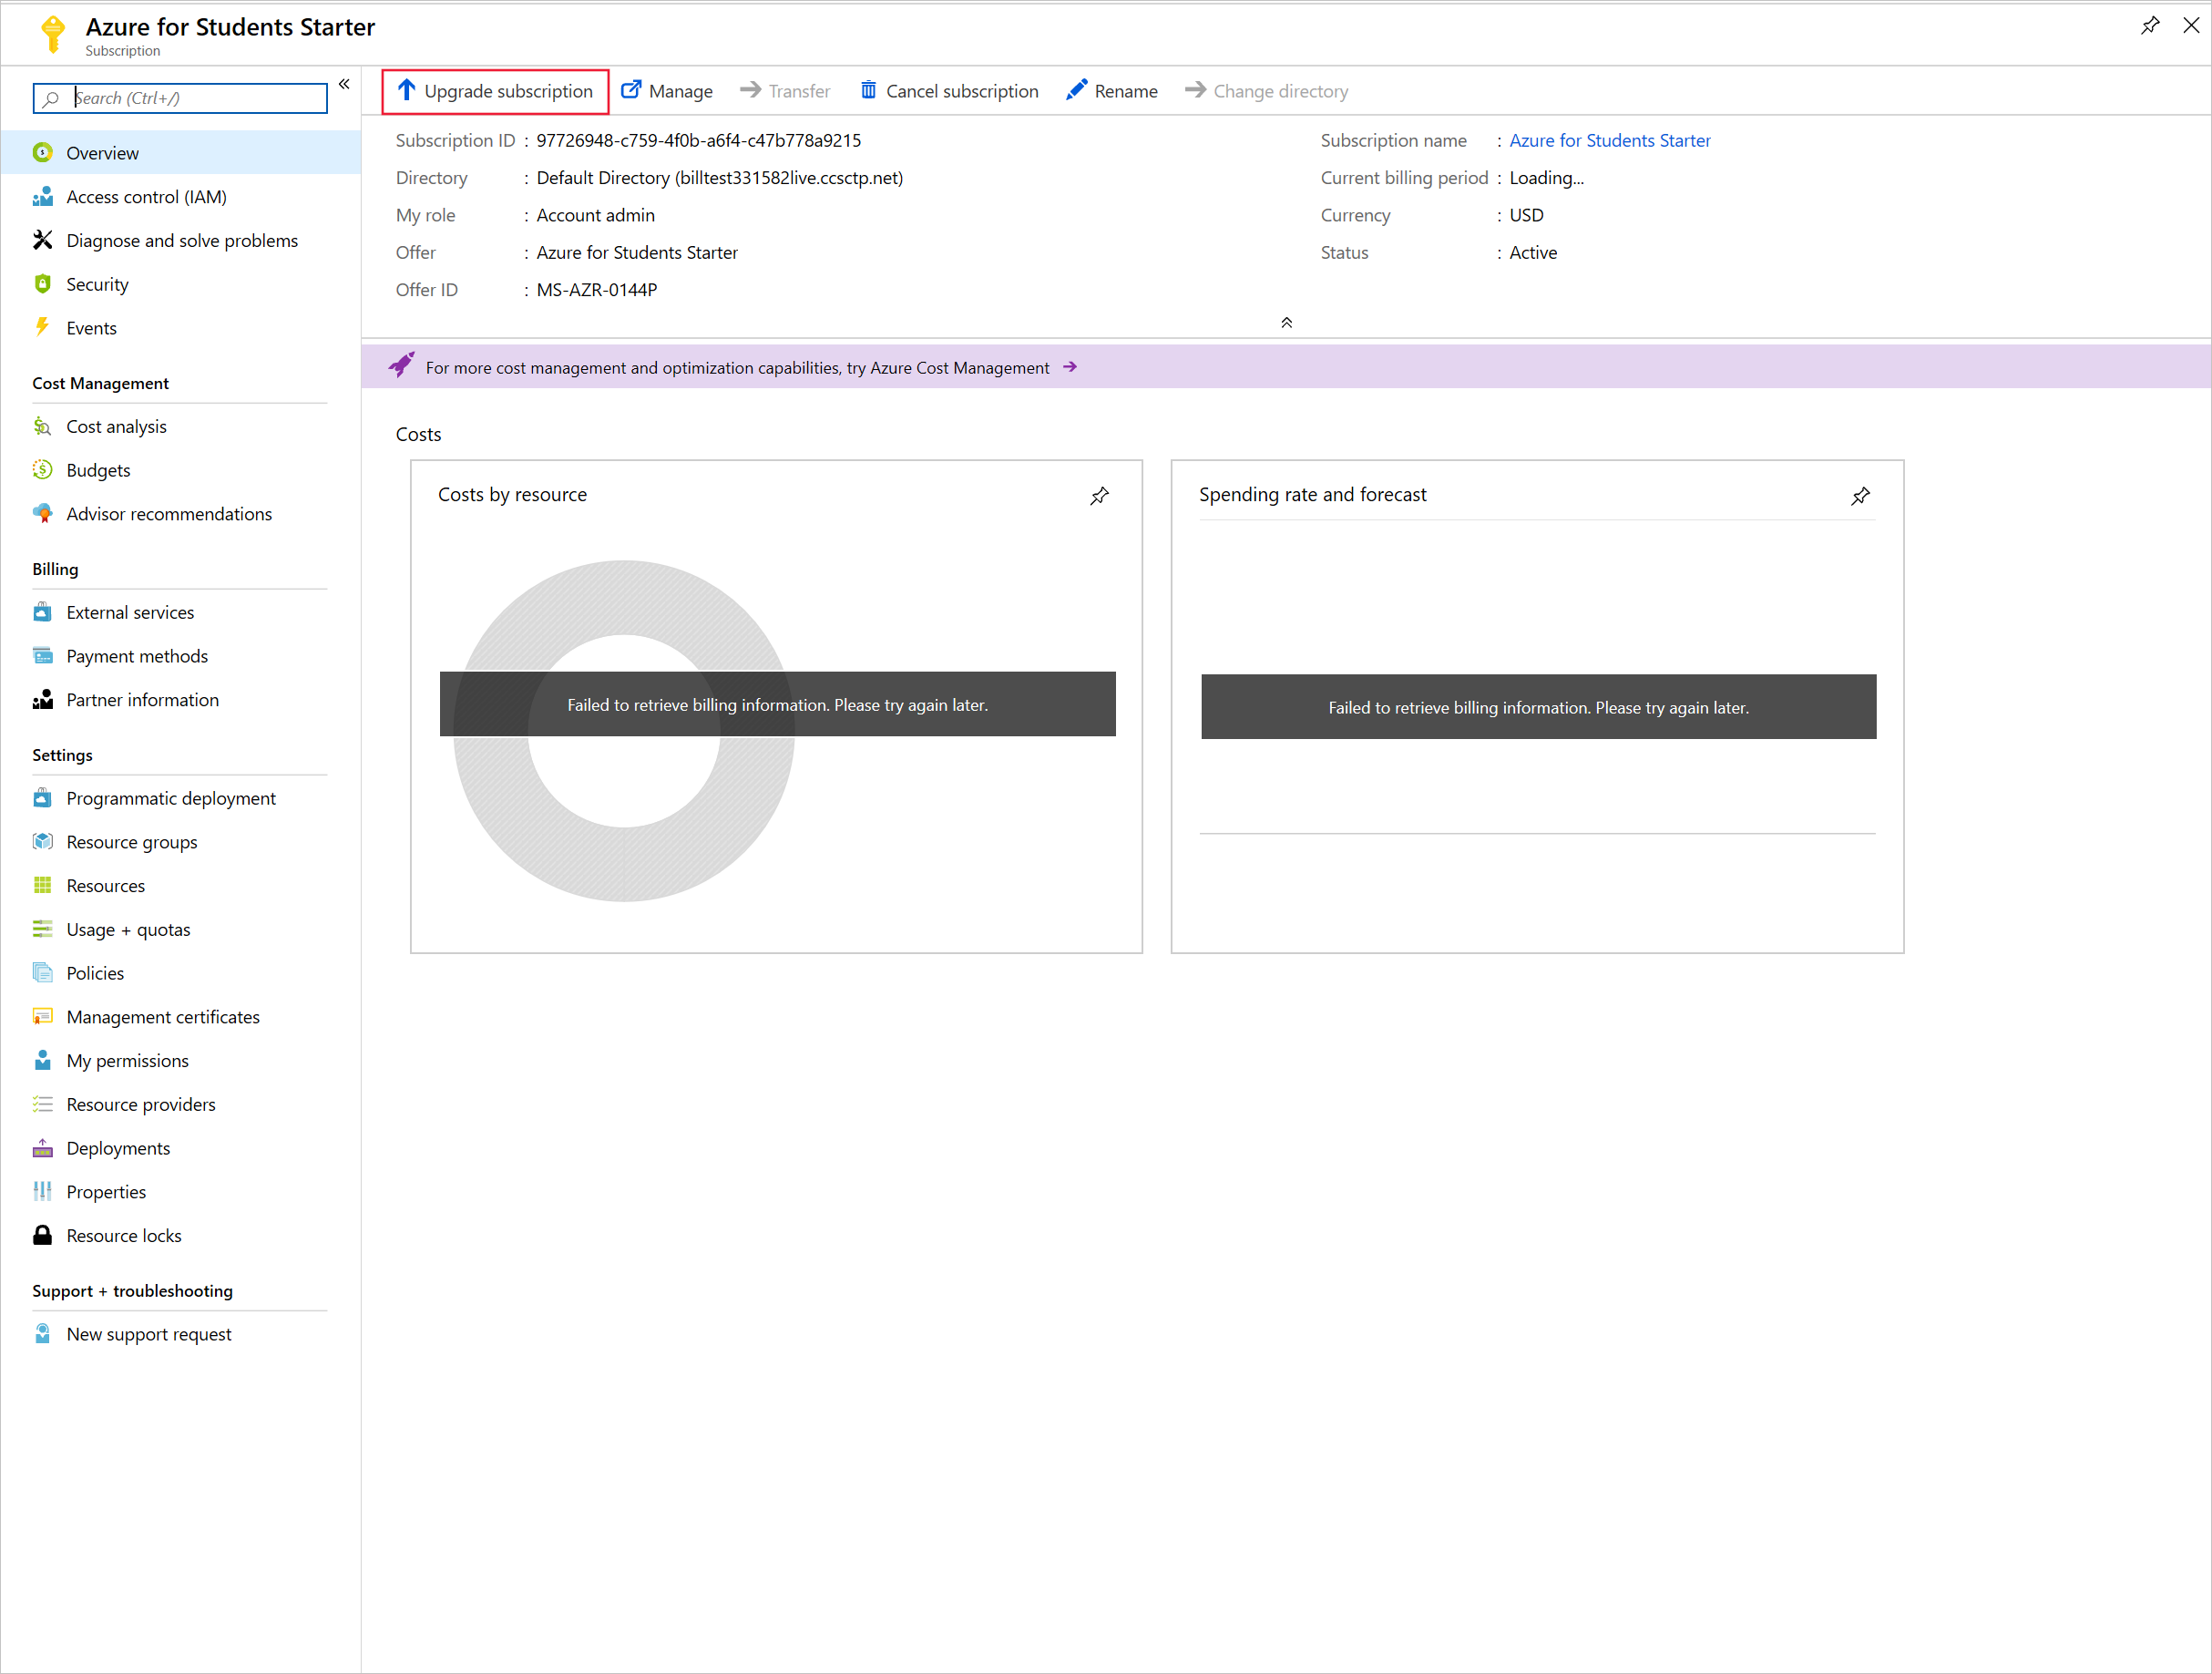 Azure for Students Starter
Subscription
Search (Ctrl+/)
Overview
Access control (IAM)
Diagnose and solve problems
Security
Events
Cost Management
Cost analysis
Budgets
Advisor recommendations
Billing
External services
Payment methods
Partner information
Settings
Programmatic deployment
Resource groups
Resources
Usage + quotas
Policies
Management certificates
My permissions
Resource providers
Deployments
Properties
Resource locks
Support + troubleshooting
New support request
Upgrade subscription Manage Transfer Cancel subscription Rename Change directory
Subscription ID : 97726948-c759-4f0b-a6f4-c47b778a9215
Directory : Default Directory (billtest331582live.ccsctp.net)
My role : Account admin
Offer : Azure for Students Starter
Offer ID : MS-AZR-0144P
Subscription name : Azure for Students Starter
Current billing period : Loading...
Currency : USD
Status : Active
For more cost management and optimization capabilities, try Azure Cost Management
Costs
Costs by resource
Failed to retrieve billing information. Please try again later.
Spending rate and forecast
Failed to retrieve billing information. Please try again later.